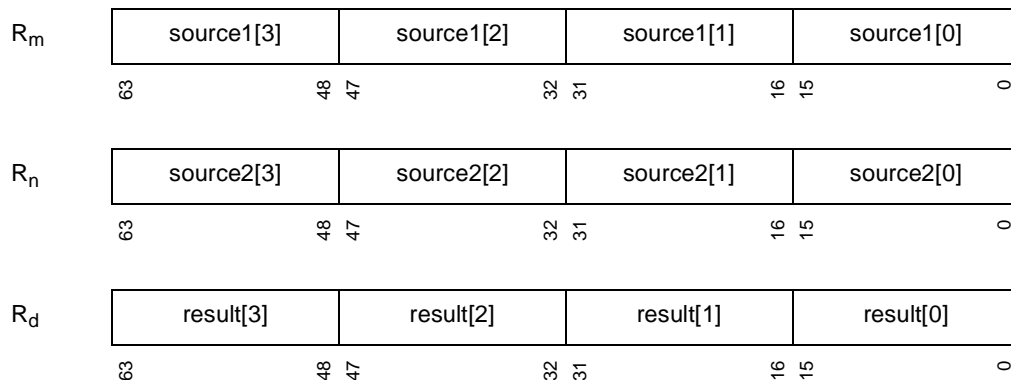 Rm source1[3] source1[2] source1[1] source1[0]
63 48 47 32 31 16 15 0
Rn source2[3] source2[2] source2[1] source2[0]
63 48 47 32 31 16 15 0
Rd result[3] result[2] result[1] result[0]
63 48 47 32 31 16 15 0